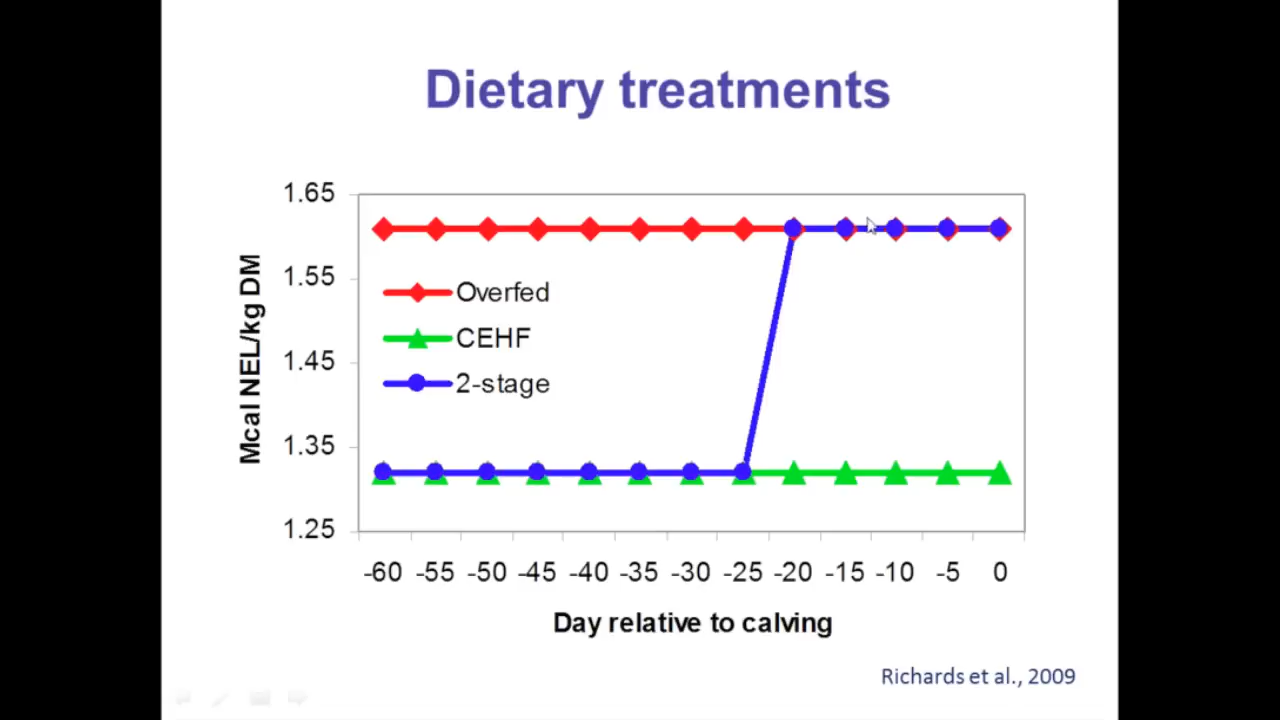 Dietary treatments
1.65
1.55
1.45
1.35
1.25
Mcal NEL/kg DM
Overfed
CEHF
2-stage
-60 -55 -50 -45 -40 -35 -30 -25 -20 -15 -10 -5 0
Day relative to calving
Richards et al., 2009